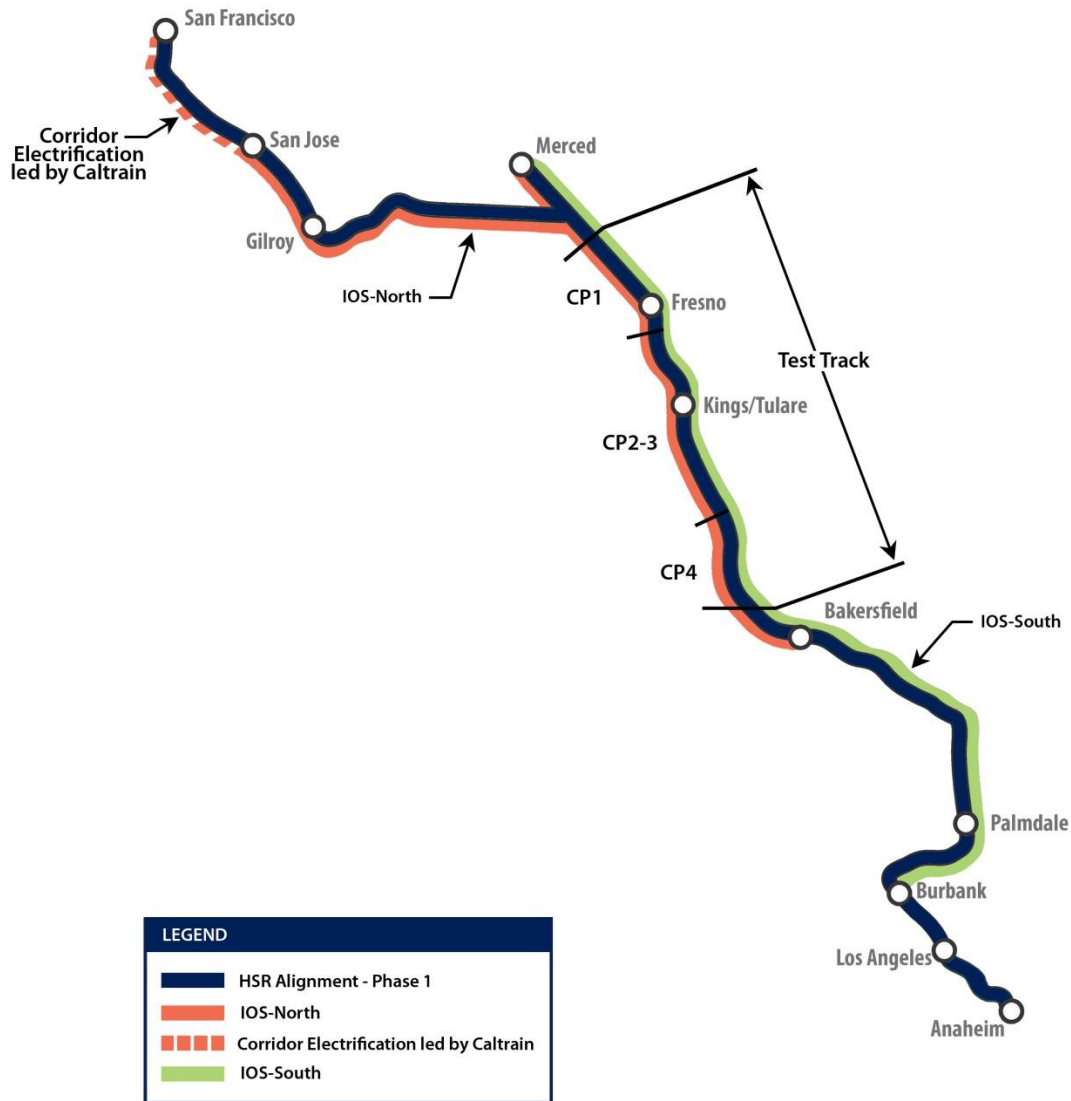 San Francisco
Corridor
Electrification
led by Caltrain
San Jose
Merced
Gilroy
IOS-North
CP1
Fresno
Test Track
Kings/Tulare
CP2-3
CP4
Bakersfield
IOS-South
Palmdale
Burbank
Los Angeles
Anaheim
LEGEND
HSR Alignment - Phase 1
IOS-North
Corridor Electrification led by Caltrain
IOS-South